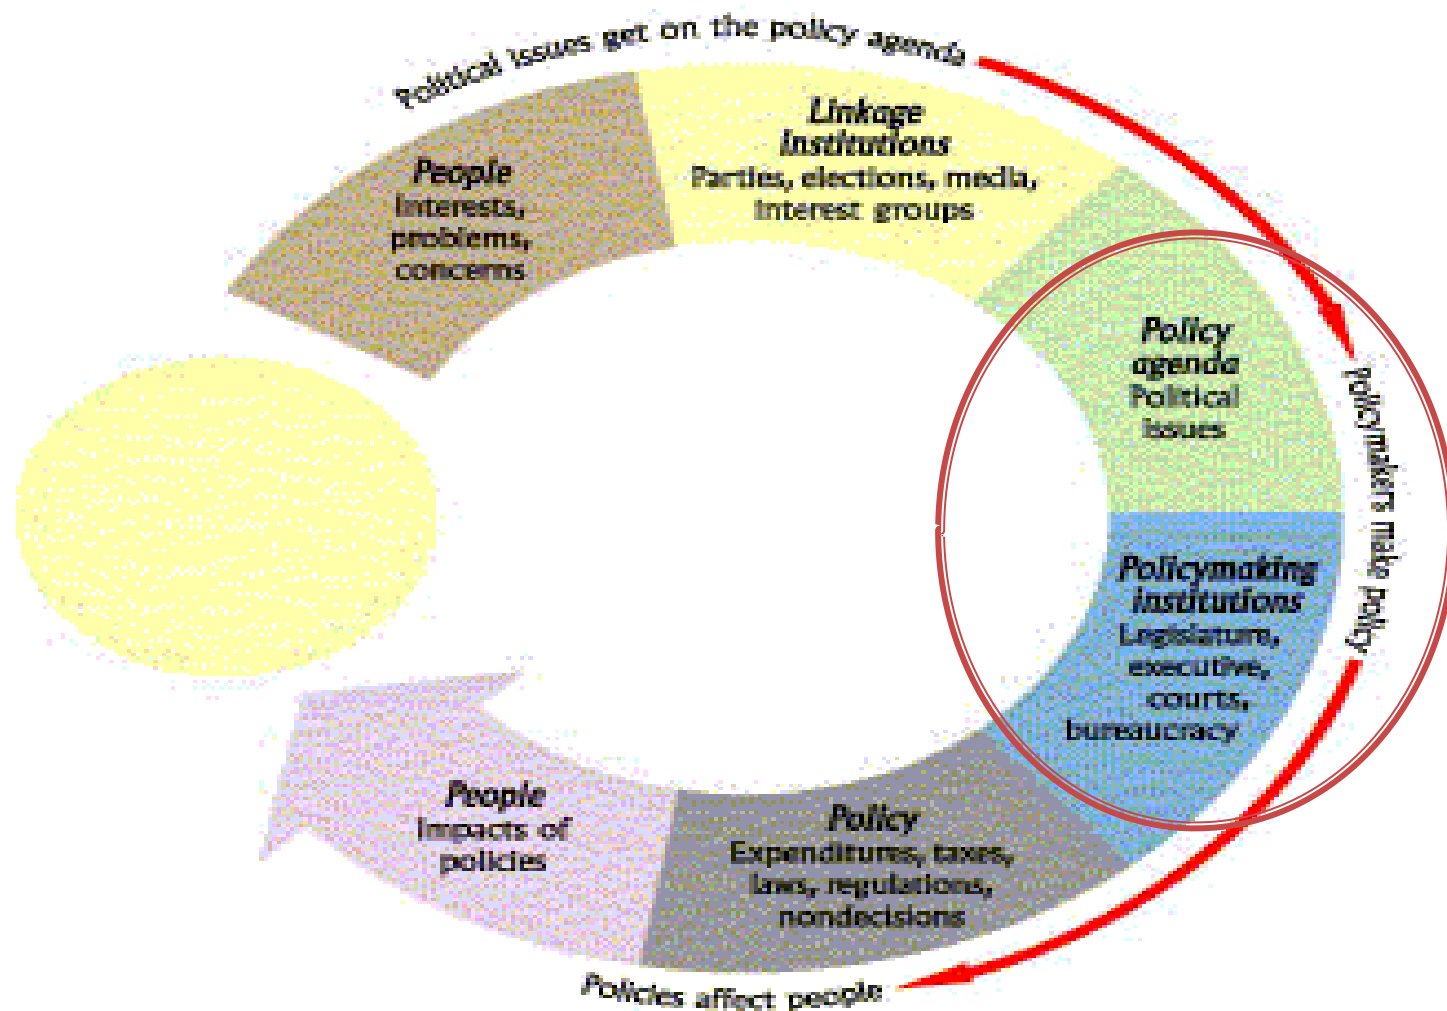 Political issues get on the policy agenda
People
Interests,
problems,
concerns
Linkage
Institutions
Parties, elections, media,
interest groups
Policy
agenda
Political
issues
Policymakers make policy
Policymaking
institutions
Legislature,
executive,
courts,
bureaucracy
Policy
Expenditures, taxes,
laws, regulations,
nondecisions
People
Impacts of
policies
Policies affect people